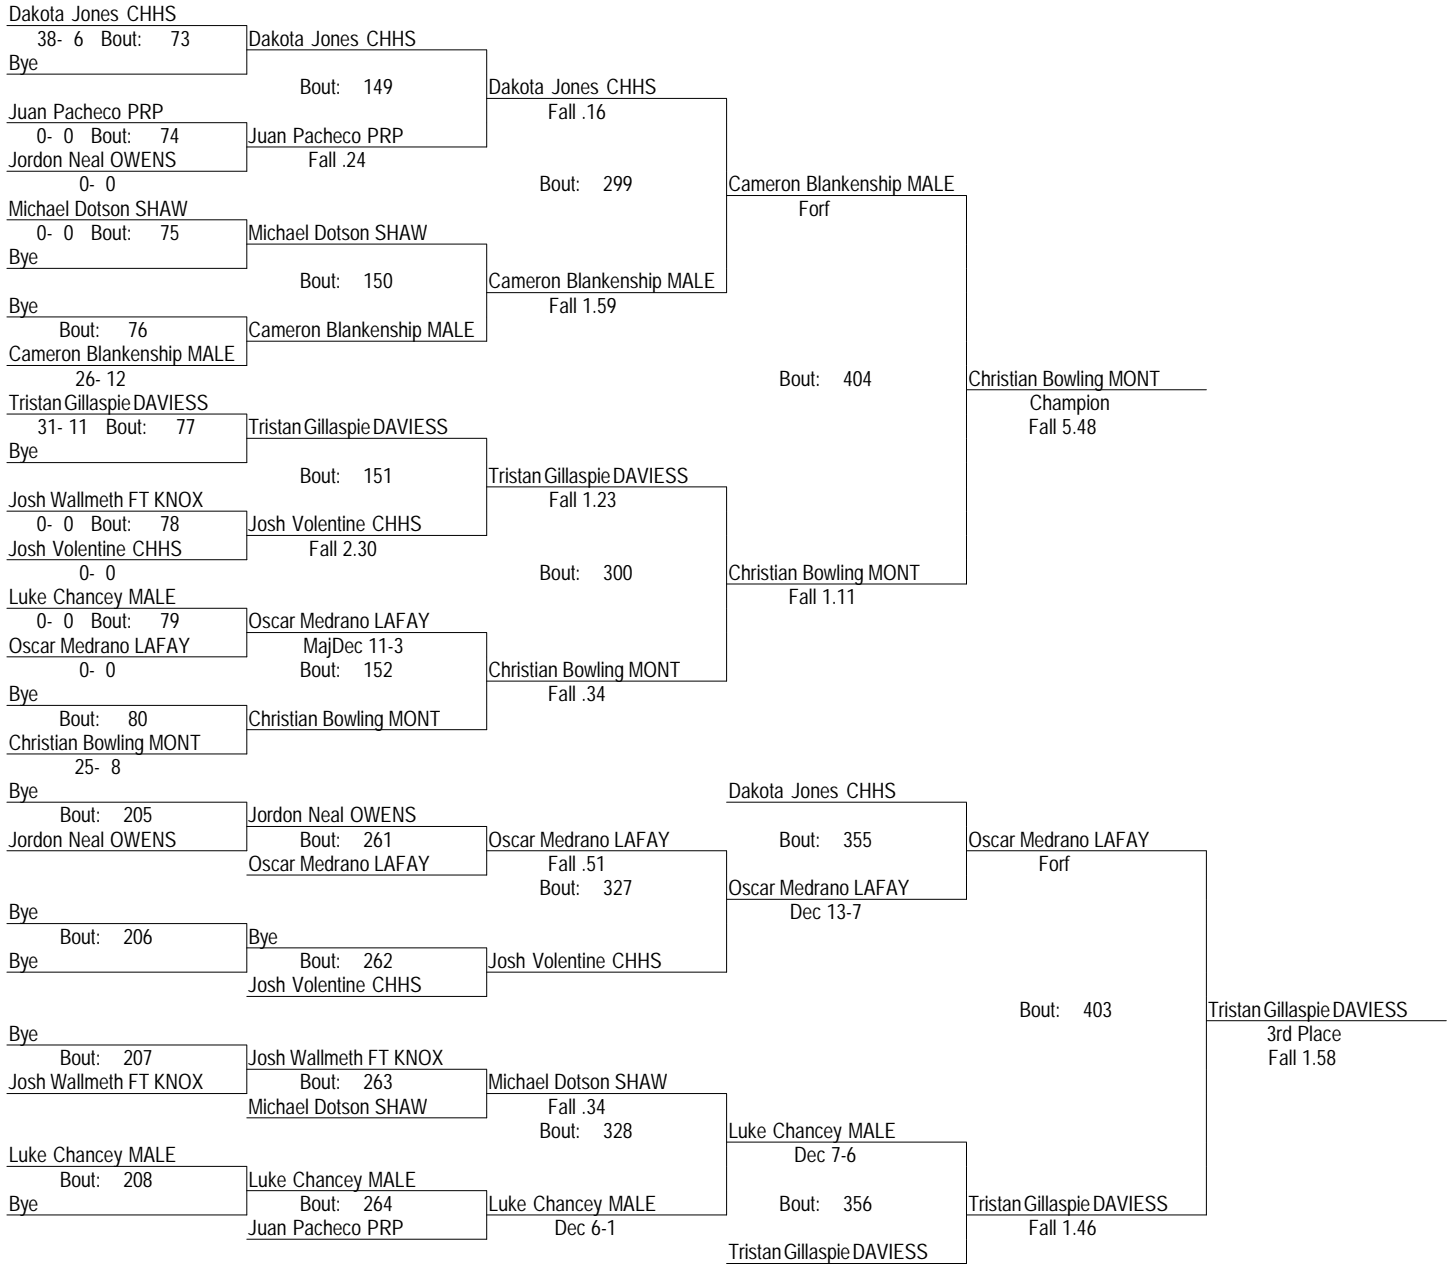 Dakota Jones CHHS
38- 6 Bout: 73 Dakota Jones CHHS
Bye
Bout: 149 Dakota Jones CHHS
Juan Pacheco PRP Fall .16
0- 0 Bout: 74 Juan Pacheco PRP
Jordon Neal OWENS Fall .24
0- 0 Bout: 299 Cameron Blankenship MALE
Michael Dotson SHAW Forf
0- 0 Bout: 75 Michael Dotson SHAW
Bye
Bout: 150 Cameron Blankenship MALE
Bye Fall 1.59
Bout: 76 Cameron Blankenship MALE
Cameron Blankenship MALE
26- 12 Bout: 404 Christian Bowling MONT
Tristan Gillaspie DAVIESS Champion
31- 11 Bout: 77 Tristan Gillaspie DAVIESS Fall 5.48
Bye
Bout: 151 Tristan Gillaspie DAVIESS
Josh Wallmeth FT KNOX Fall 1.23
0- 0 Bout: 78 Josh Volentine CHHS
Josh Volentine CHHS Fall 2.30
0- 0 Bout: 300 Christian Bowling MONT
Luke Chancey MALE Fall 1.11
0- 0 Bout: 79 Oscar Medrano LAFAY
Oscar Medrano LAFAY MajDec 11-3
0- 0 Bout: 152 Christian Bowling MONT
Bye Fall .34
Bout: 80 Christian Bowling MONT
Christian Bowling MONT
25- 8
Bye Dakota Jones CHHS
Bout: 205 Jordon Neal OWENS
Jordon Neal OWENS Bout: 261 Oscar Medrano LAFAY Bout: 355 Oscar Medrano LAFAY
Oscar Medrano LAFAY Fall .51 Forf
Bout: 327 Oscar Medrano LAFAY
Bye Dec 13-7
Bout: 206 Bye
Bye Bout: 262 Josh Volentine CHHS
Josh Volentine CHHS
Bout: 403 Tristan Gillaspie DAVIESS
Bye 3rd Place
Bout: 207 Josh Wallmeth FT KNOX Fall 1.58
Josh Wallmeth FT KNOX Bout: 263 Michael Dotson SHAW
Michael Dotson SHAW Fall .34
Bout: 328 Luke Chancey MALE
Luke Chancey MALE Dec 7-6
Bout: 208 Luke Chancey MALE
Bye Bout: 264 Luke Chancey MALE Bout: 356 Tristan Gillaspie DAVIESS
Juan Pacheco PRP Dec 6-1 Fall 1.46
Tristan Gillaspie DAVIESS